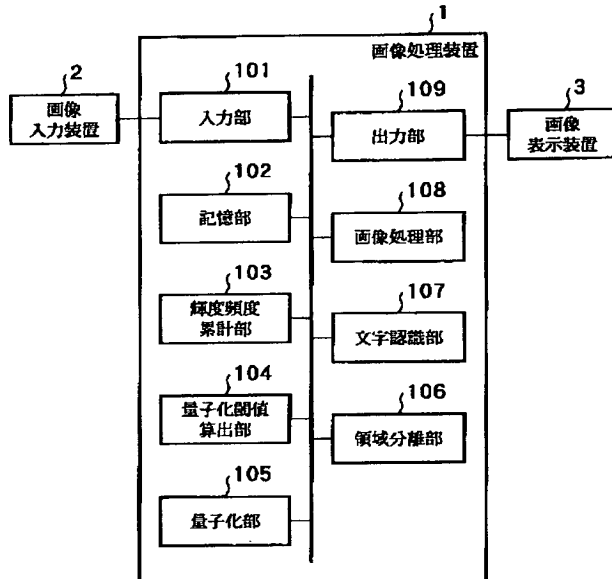 1
画像処理装置
2
画像
入力装置
101
入力部
109
出力部
3
画像
表示装置
102
記憶部
108
画像処理部
103
輝度頻度
累計部
107
文字認識部
104
量子化閾値
算出部
106
領域分離部
105
量子化部